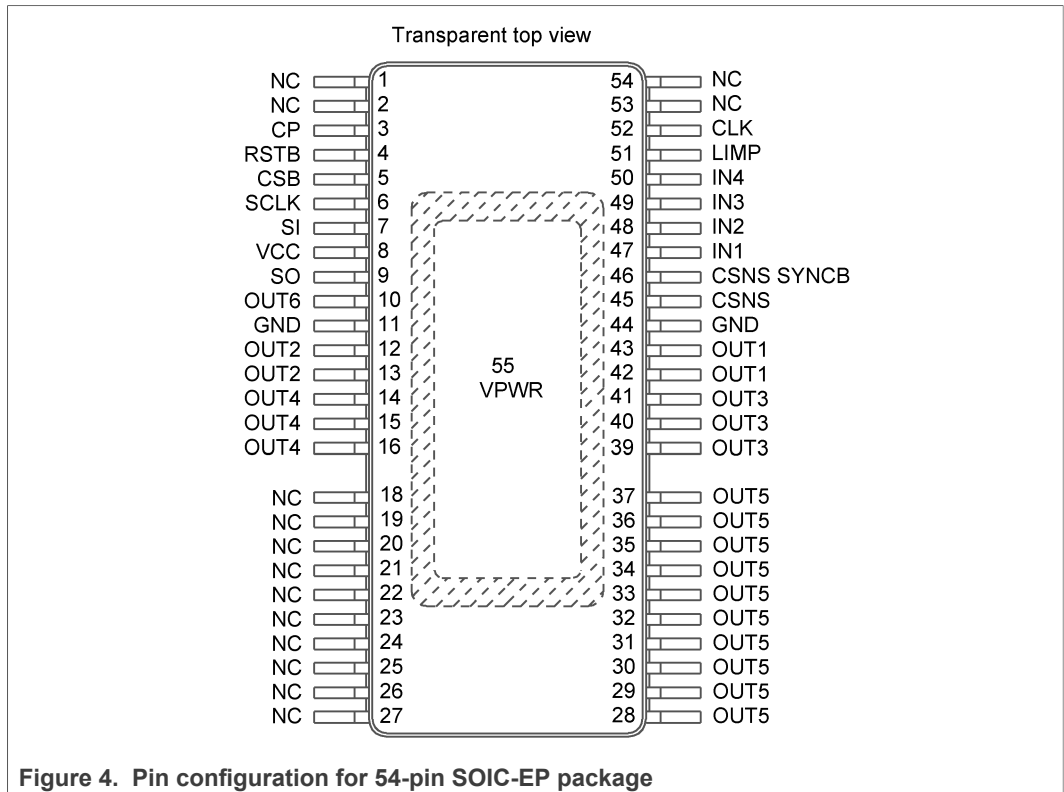 Transparent top view
NC 1 54 NC
NC 2 53 NC
CP 3 52 CLK
RSTB 4 51 LIMP
CSB 5 50 IN4
SCLK 6 49 IN3
SI 7 48 IN2
VCC 8 47 IN1
SO 9 46 CSNS SYNCB
OUT6 10 45 CSNS
GND 11 44 GND
OUT2 12 43 OUT1
OUT2 13 42 OUT1
OUT4 14 41 OUT3
OUT4 15 40 OUT3
OUT4 16 39 OUT3
55
VPWR
NC 18 37 OUT5
NC 19 36 OUT5
NC 20 35 OUT5
NC 21 34 OUT5
NC 22 33 OUT5
NC 23 32 OUT5
NC 24 31 OUT5
NC 25 30 OUT5
NC 26 29 OUT5
NC 27 28 OUT5
Figure 4. Pin configuration for 54-pin SOIC-EP package